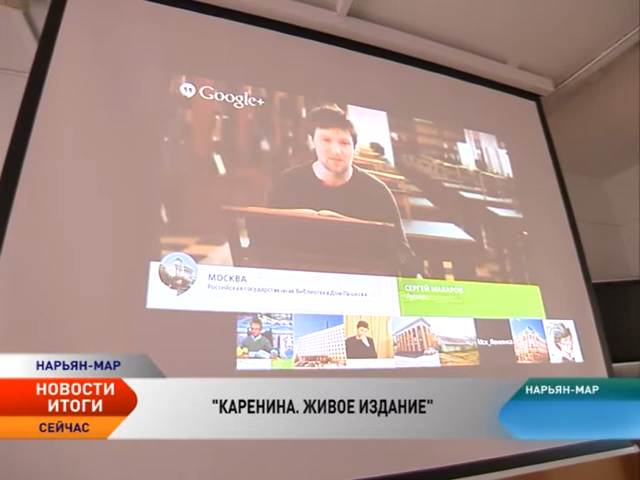 Google+
МОСКВА
Российская государственная библиотека Дом Пашкова
СЕРГЕЙ МАКАРОВ
НАРЬЯН-МАР
НОВОСТИ
ИТОГИ
СЕЙЧАС
"КАРЕНИНА. ЖИВОЕ ИЗДАНИЕ"
НАРЬЯН-МАР